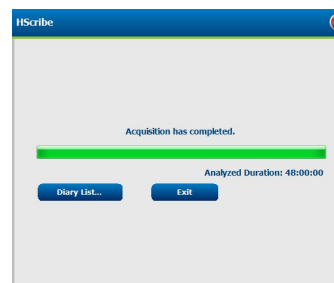 HScribe
Acquisition has completed.
Analyzed Duration: 48:00:00
Diary List... Exit